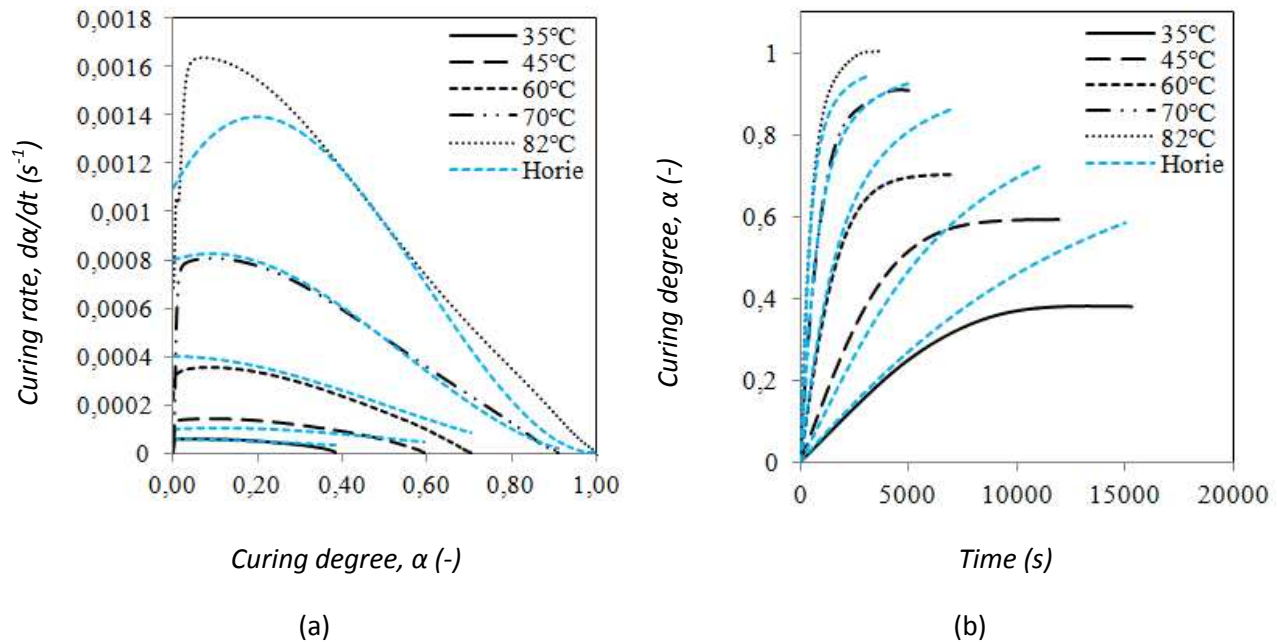 0,0018
0,0016
0,0014
0,0012
0,001
0,0008
0,0006
0,0004
0,0002
0
0,00 0,20 0,40 0,60 0,80 1,00
Curing rate, dα/dt (s⁻¹)
Curing degree, α (-)
35°C
45°C
60°C
70°C
82°C
Horie
(a)
1
0,8
0,6
0,4
0,2
0
0 5000 10000 15000 20000
Curing degree, α (-)
Time (s)
35°C
45°C
60°C
70°C
82°C
Horie
(b)